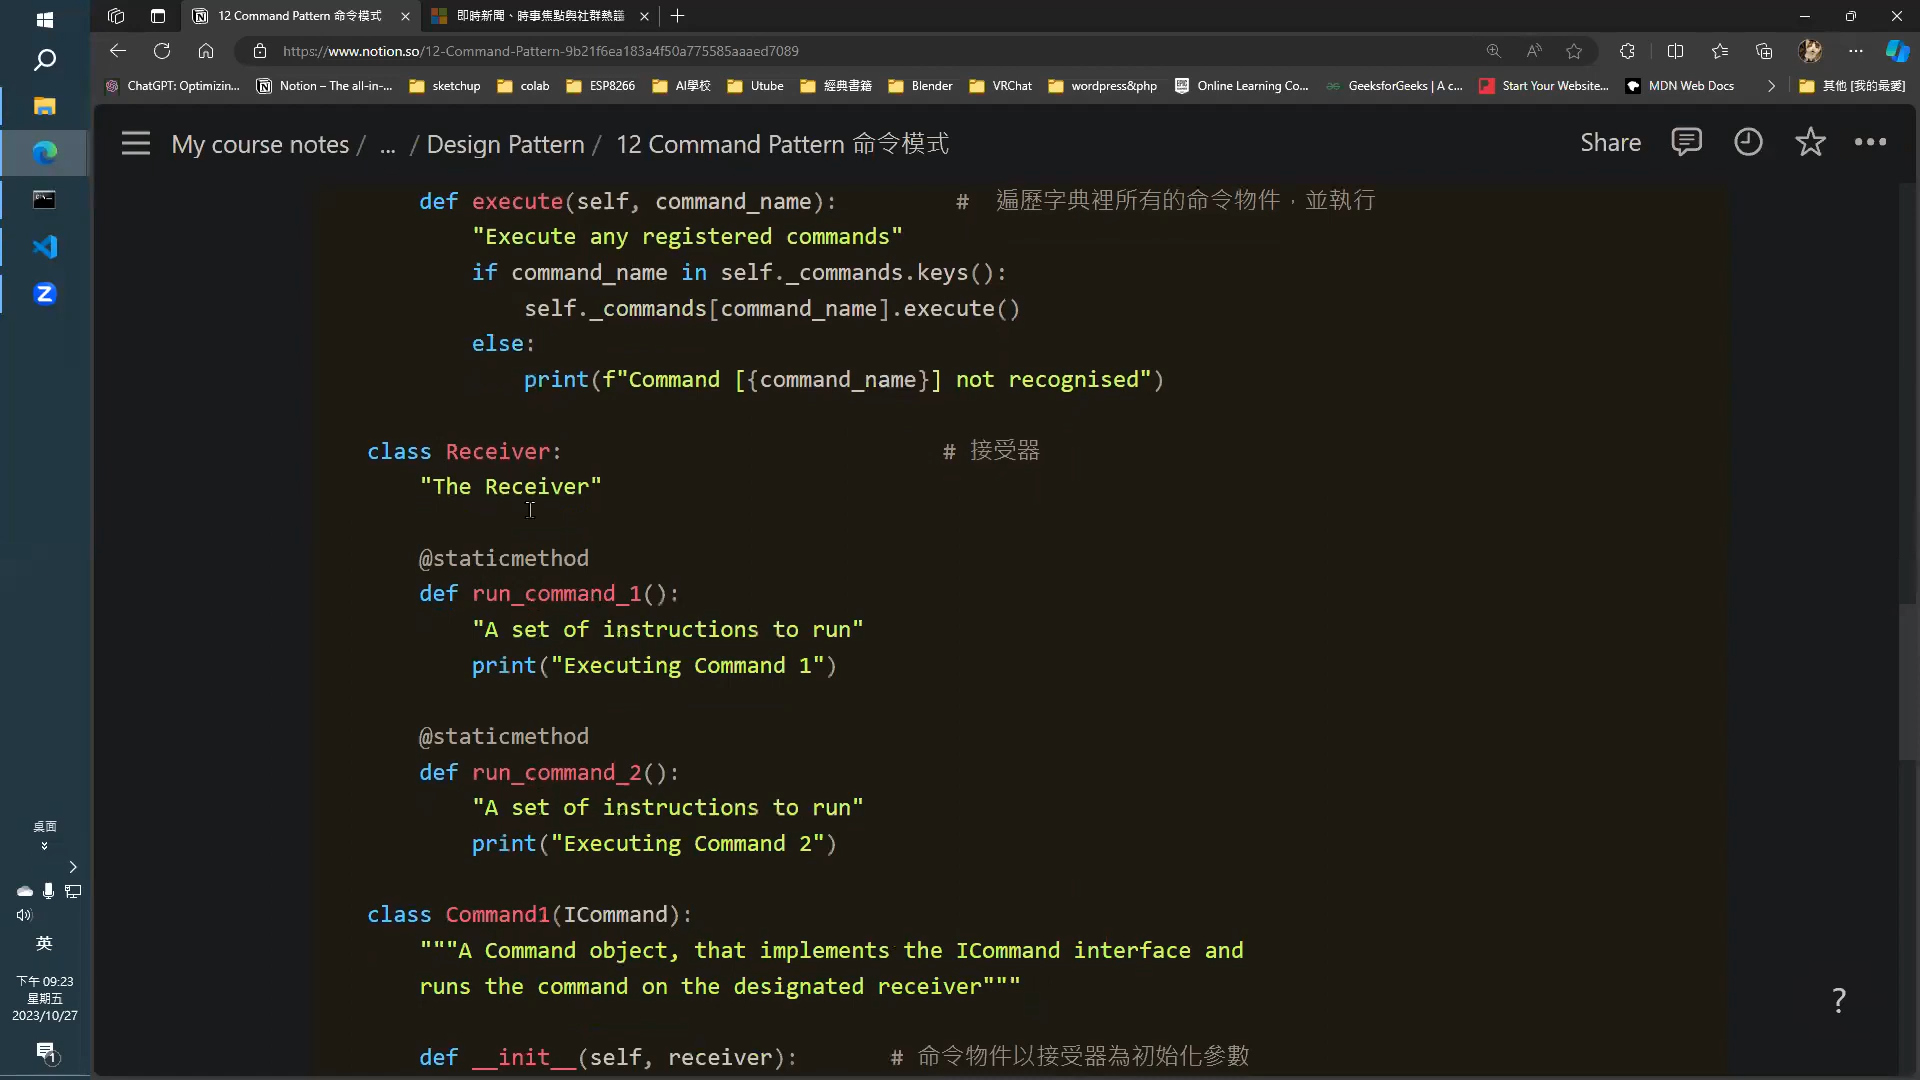 12 Command Pattern 命令模式
即時新聞、時事焦點與社群熱議
https://www.notion.so/12-Command-Pattern-9b21f6ea183a4f50a775585aaaed7089
ChatGPT: Optimizin...
Notion – The all-in-...
sketchup
colab
ESP8266
AI學校
Utube
經典書籍
Blender
VRChat
wordpress&php
Online Learning Co...
GeeksforGeeks | A c...
Start Your Website...
MDN Web Docs
其他 [我的最愛]
My course notes / ... / Design Pattern / 12 Command Pattern 命令模式
Share
def execute(self, command_name): # 遍歷字典裡所有的命令物件，並執行
"Execute any registered commands"
if command_name in self._commands.keys():
self._commands[command_name].execute()
else:
print(f"Command [{command_name}] not recognised")
class Receiver: # 接受器
"The Receiver"
@staticmethod
def run_command_1():
"A set of instructions to run"
print("Executing Command 1")
@staticmethod
def run_command_2():
"A set of instructions to run"
print("Executing Command 2")
class Command1(ICommand):
"""A Command object, that implements the ICommand interface and
runs the command on the designated receiver"""
def __init__(self, receiver): # 命令物件以接受器為初始化參數
?
桌面
英
下午 09:23
星期五
2023/10/27
1